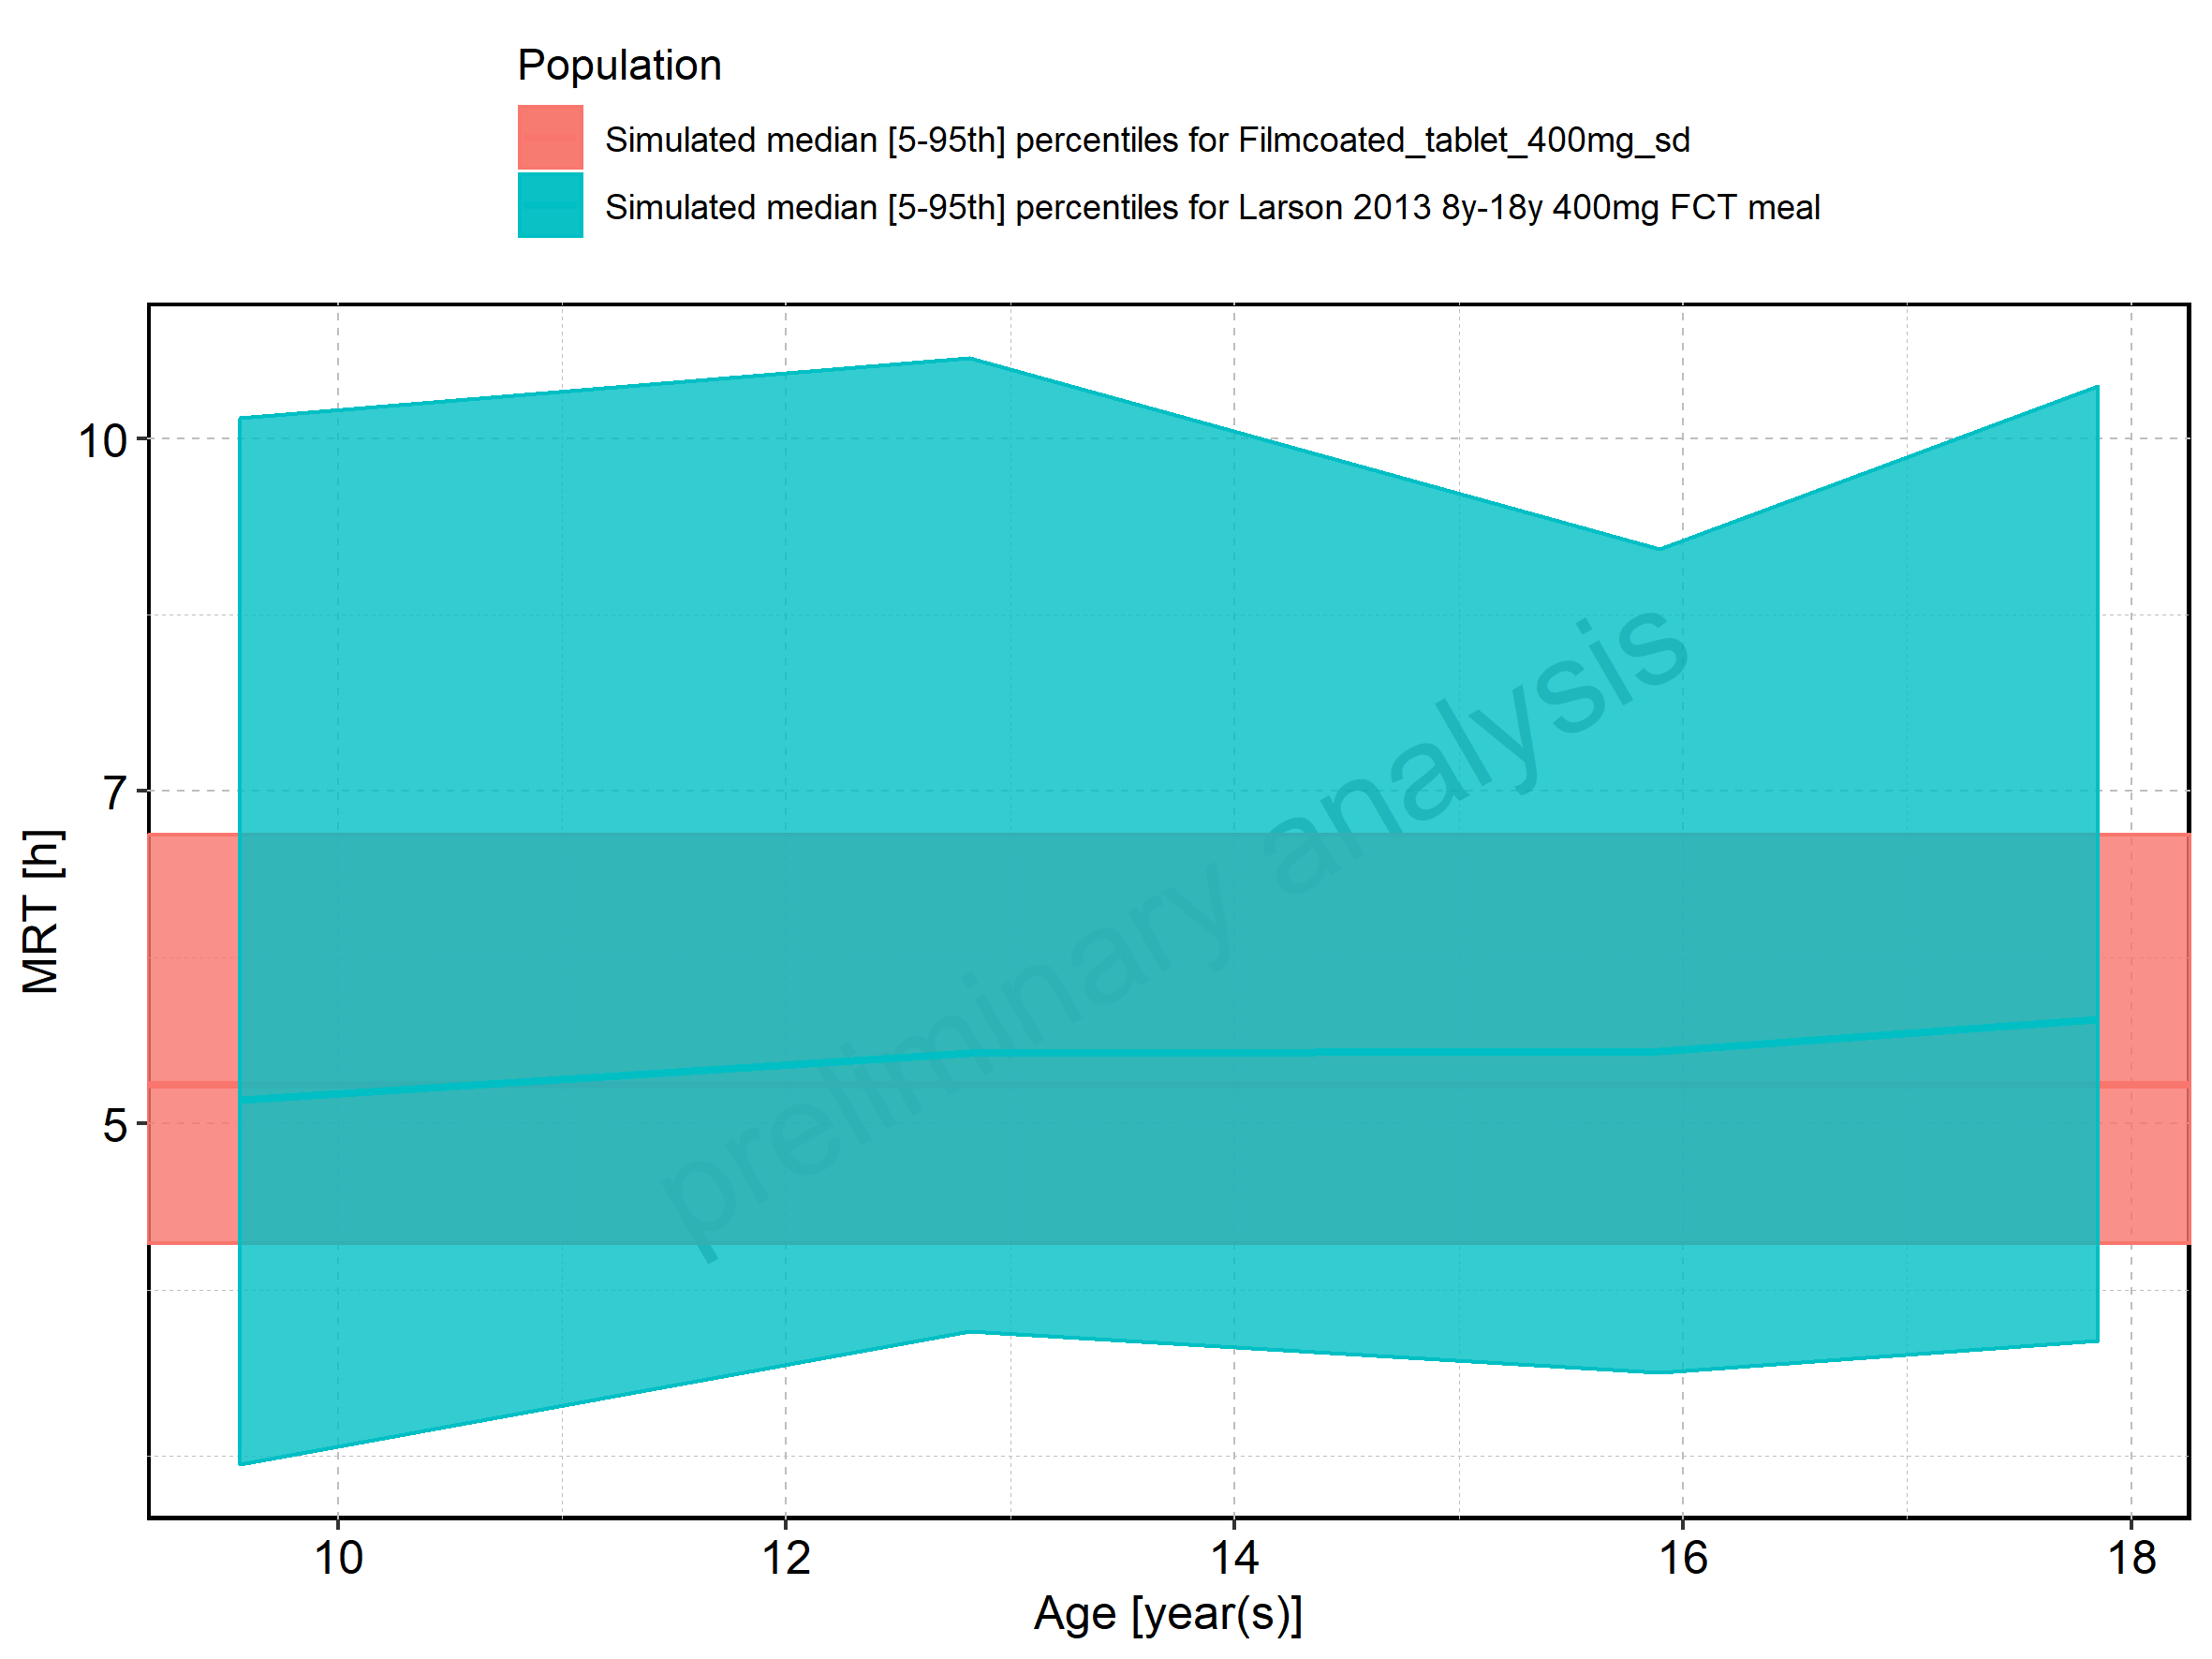 Population
Simulated median [5-95th] percentiles for Filmcoated_tablet_400mg_sd
Simulated median [5-95th] percentiles for Larson 2013 8y-18y 400mg FCT meal
10
7
5
MRT [h]
preliminary analysis
10 12 14 16 18
Age [year(s)]